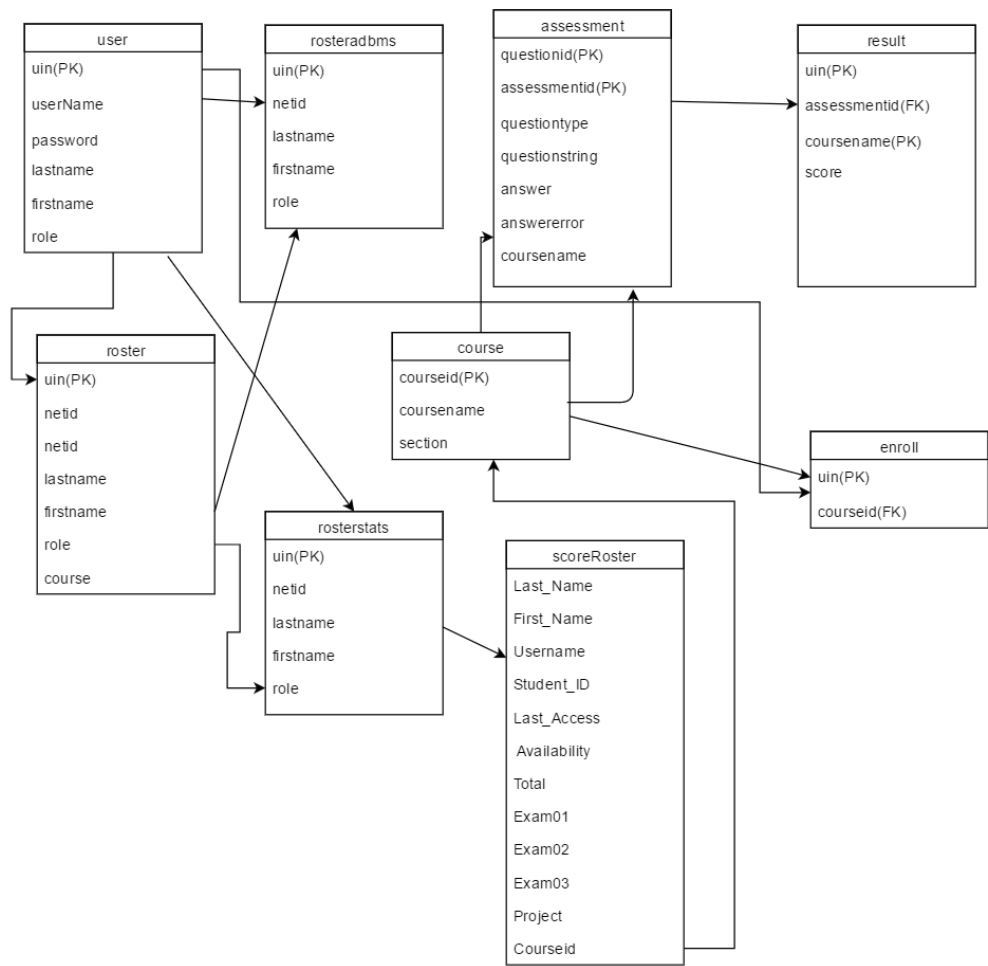 user
uin(PK)
userName
password
lastname
firstname
role
rosteradbms
uin(PK)
netid
lastname
firstname
role
assessment
questionid(PK)
assessmentid(PK)
questiontype
questionstring
answer
answererror
coursename
result
uin(PK)
assessmentid(FK)
coursename(PK)
score
roster
uin(PK)
netid
netid
lastname
firstname
role
course
course
courseid(PK)
coursename
section
enroll
uin(PK)
courseid(FK)
rosterstats
uin(PK)
netid
lastname
firstname
role
scoreRoster
Last_Name
First_Name
Username
Student_ID
Last_Access
Availability
Total
Exam01
Exam02
Exam03
Project
Courseid